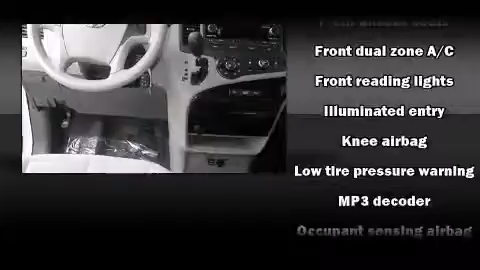 Front dual zone A/C
Front reading lights
Illuminated entry
Knee airbag
Low tire pressure warning
MP3 decoder
Occupant sensing airbag